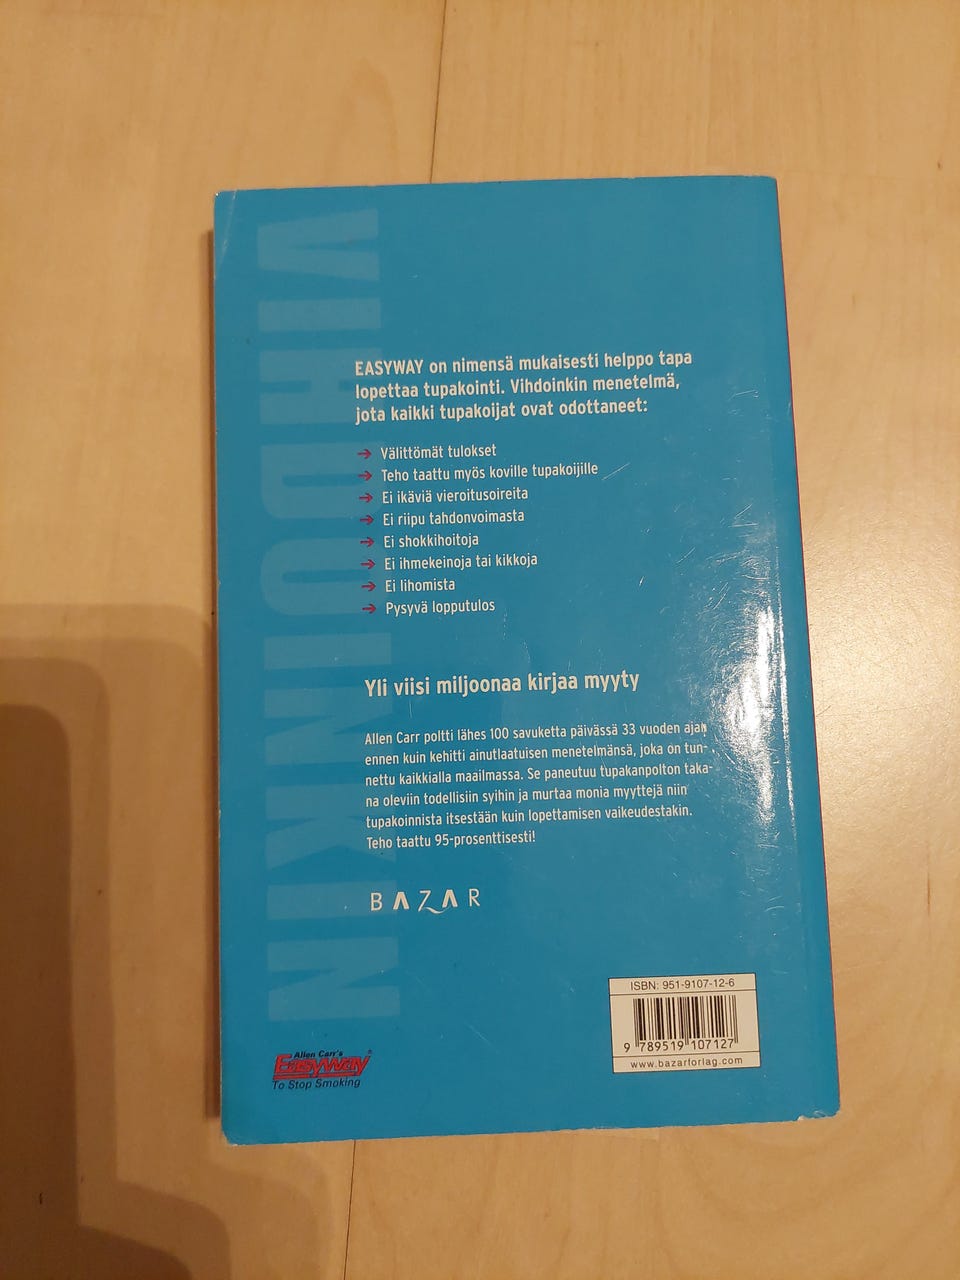 VIHDOINKIN
EASYWAY on nimensä mukaisesti helppo tapa
lopettaa tupakointi. Vihdoinkin menetelmä,
jota kaikki tupakoijat ovat odottaneet:
→ Välittömät tulokset
→ Teho taattu myös koville tupakoijille
→ Ei ikäviä vieroitusoireita
→ Ei riipu tahdonvoimasta
→ Ei shokkihoitoja
→ Ei ihmekeinoja tai kikkoja
→ Ei lihomista
→ Pysyvä lopputulos
Yli viisi miljoonaa kirjaa myyty
Allen Carr poltti lähes 100 savuketta päivässä 33 vuoden ajan
ennen kuin kehitti ainutlaatuisen menetelmänsä, joka on tun-
nettu kaikkialla maailmassa. Se paneutuu tupakanpolton taka-
na oleviin todellisiin syihin ja murtaa monia myyttejä niin
tupakoinnista itsestään kuin lopettamisen vaikeudestakin.
Teho taattu 95-prosenttisesti!
BAZAR
ISBN: 951-9107-12-6
9 789519 107127
www.bazarforlag.com
Allen Carr's
Easyway®
To Stop Smoking